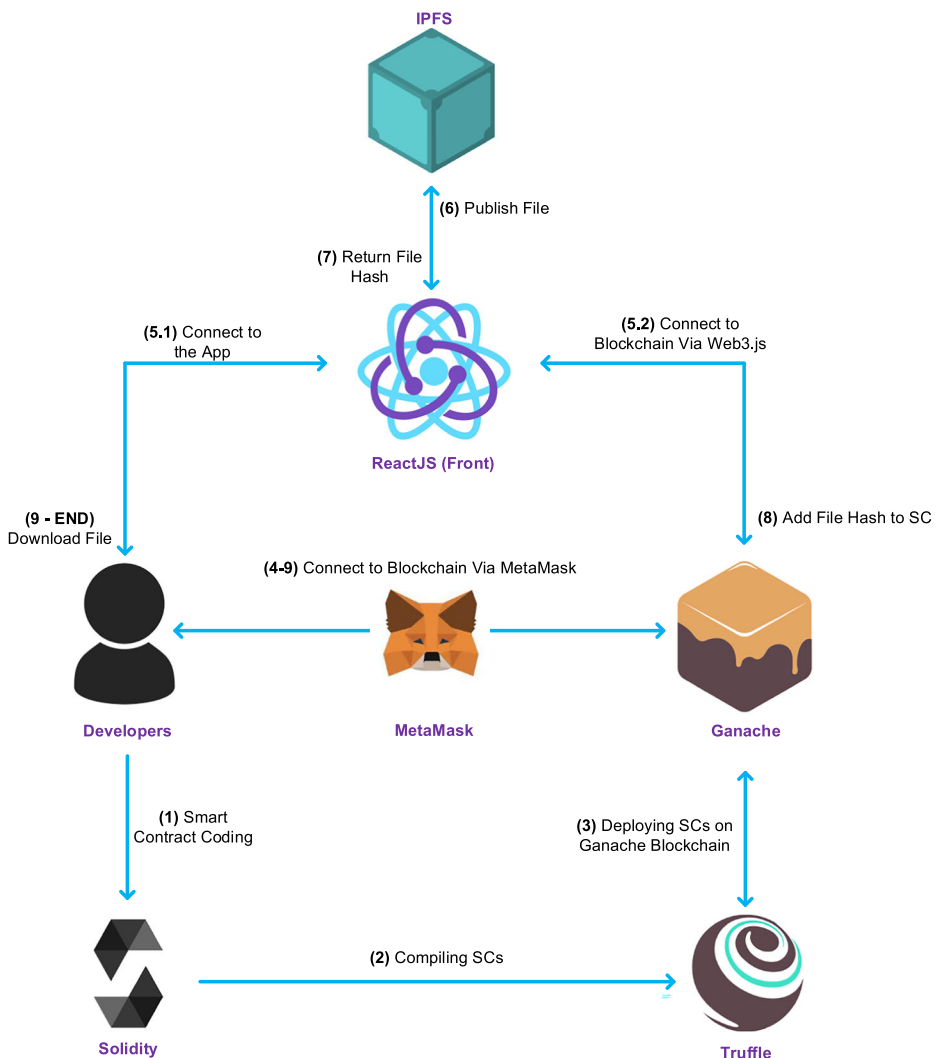 IPFS
(6) Publish File
(7) Return File
Hash
(5.1) Connect to
the App
(5.2) Connect to
Blockchain Via Web3.js
ReactJS (Front)
(9 - END)
Download File
(8) Add File Hash to SC
(4-9) Connect to Blockchain Via MetaMask
Developers
MetaMask
Ganache
(1) Smart
Contract Coding
(3) Deploying SCs on
Ganache Blockchain
(2) Compiling SCs
Solidity
Truffle